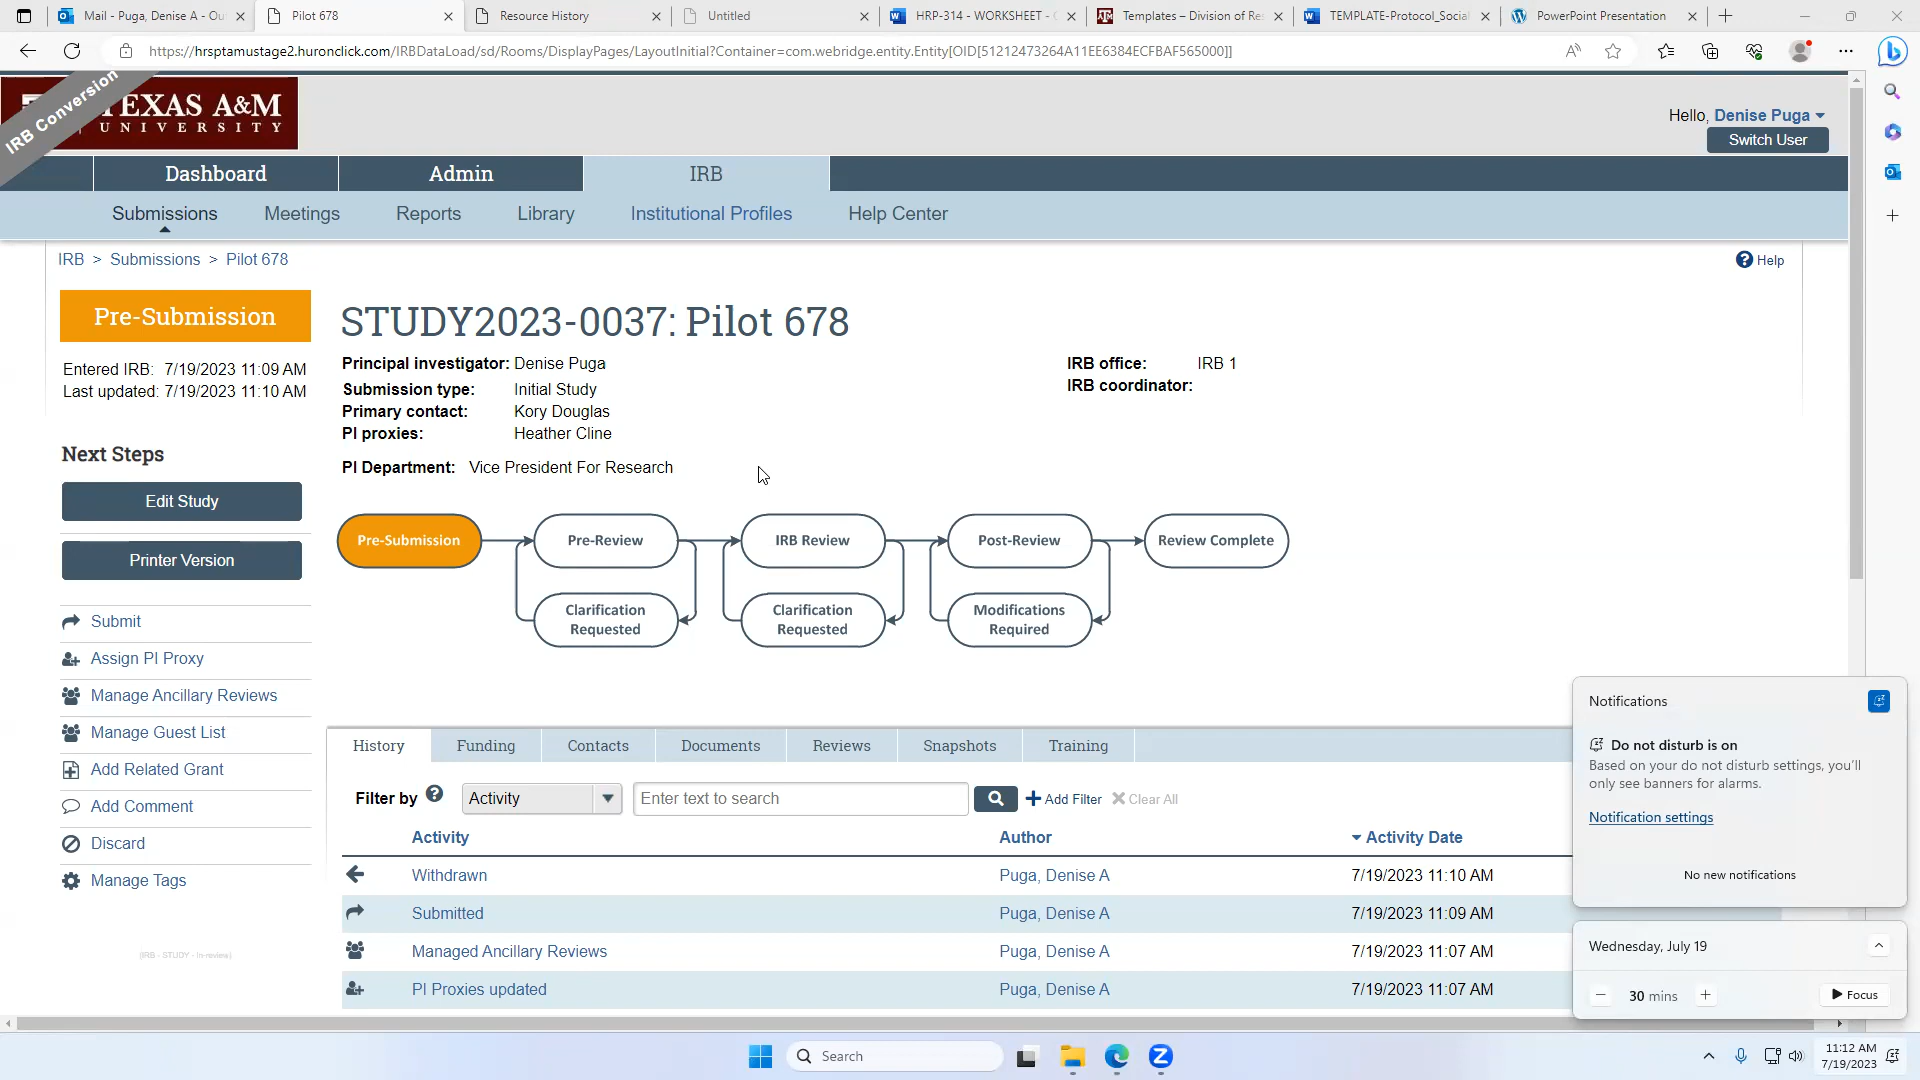 Mail - Puga, Denise A - Ou
Pilot 678
Resource History
Untitled
HRP-314 - WORKSHEET -
Templates – Division of Re
TEMPLATE-Protocol_Social
PowerPoint Presentation
https://hrsptamustage2.huronclick.com/IRBDataLoad/sd/Rooms/DisplayPages/LayoutInitial?Container=com.webridge.entity.Entity[OID[51212473264A11EE6384ECFBAF565000]]
IRB Conversion
TEXAS A&M
UNIVERSITY
Hello, Denise Puga
Switch User
Dashboard
Admin
IRB
Submissions
Meetings
Reports
Library
Institutional Profiles
Help Center
IRB > Submissions > Pilot 678
Help
Pre-Submission
Entered IRB: 7/19/2023 11:09 AM
Last updated: 7/19/2023 11:10 AM
STUDY2023-0037: Pilot 678
Principal investigator: Denise Puga
Submission type: Initial Study
Primary contact: Kory Douglas
PI proxies: Heather Cline
PI Department: Vice President For Research
IRB office: IRB 1
IRB coordinator:
Next Steps
Edit Study
Printer Version
Submit
Assign PI Proxy
Manage Ancillary Reviews
Manage Guest List
Add Related Grant
Add Comment
Discard
Manage Tags
(IRB - STUDY - In-review)
Pre-Submission
Pre-Review
IRB Review
Post-Review
Review Complete
Clarification
Requested
Clarification
Requested
Modifications
Required
History
Funding
Contacts
Documents
Reviews
Snapshots
Training
Filter by
Activity
Enter text to search
Add Filter
Clear All
Activity Author Activity Date
Withdrawn Puga, Denise A 7/19/2023 11:10 AM
Submitted Puga, Denise A 7/19/2023 11:09 AM
Managed Ancillary Reviews Puga, Denise A 7/19/2023 11:07 AM
PI Proxies updated Puga, Denise A 7/19/2023 11:07 AM
Notifications
Do not disturb is on
Based on your do not disturb settings, you'll
only see banners for alarms.
Notification settings
No new notifications
Wednesday, July 19
30 mins
Focus
Search
11:12 AM
7/19/2023